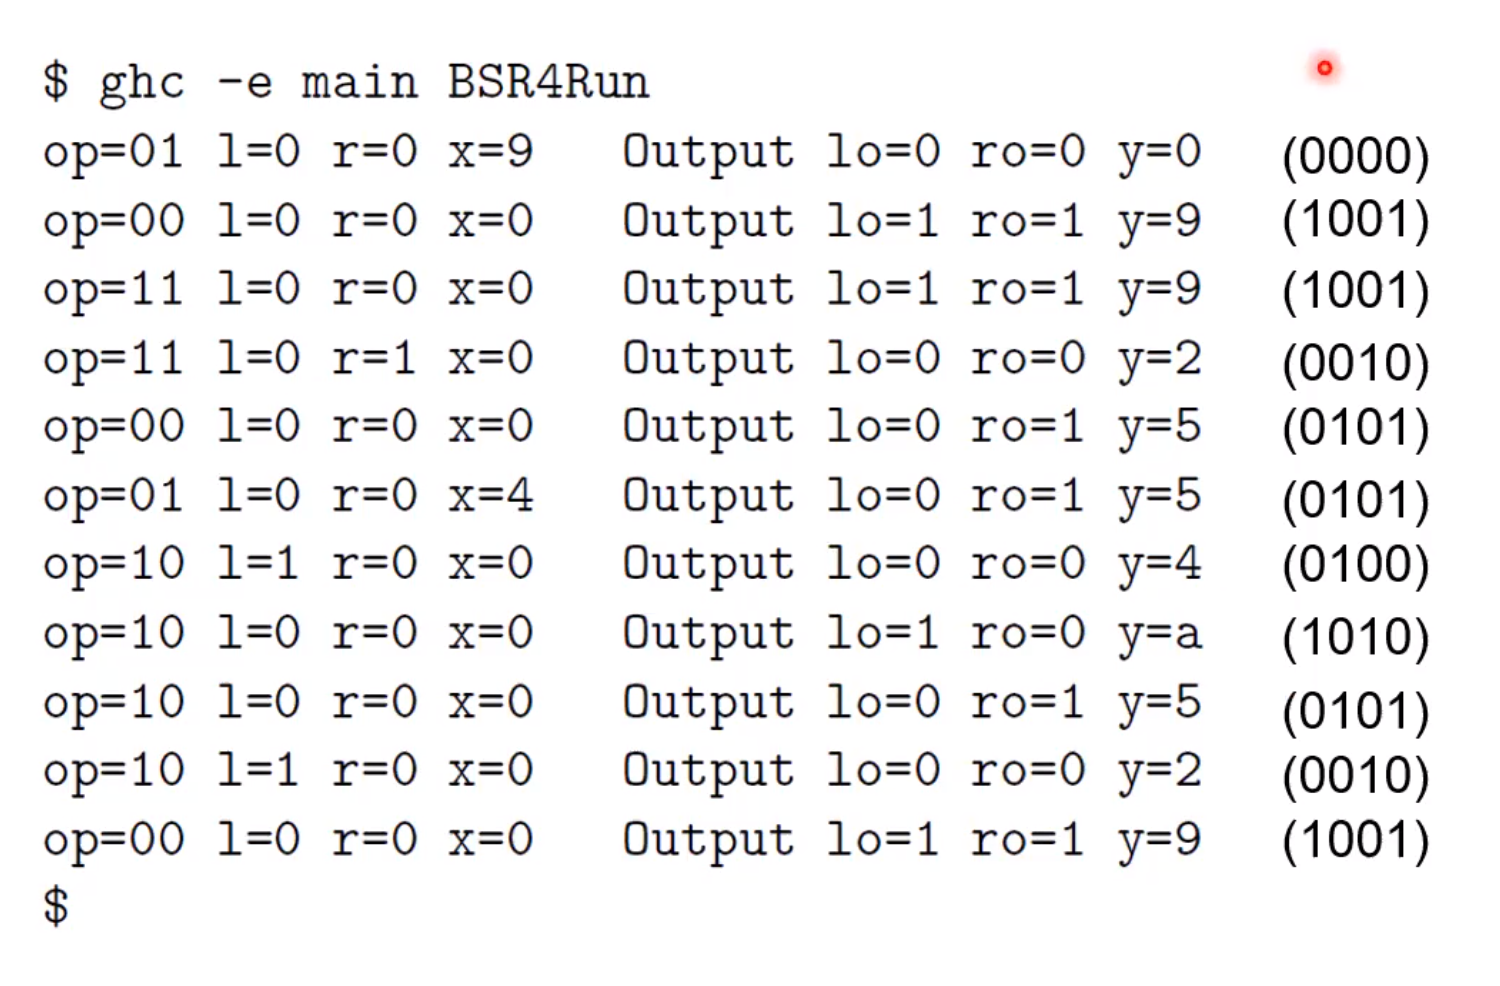 $ ghc -e main BSR4Run
op=01 l=0 r=0 x=9 Output lo=0 ro=0 y=0 (0000)
op=00 l=0 r=0 x=0 Output lo=1 ro=1 y=9 (1001)
op=11 l=0 r=0 x=0 Output lo=1 ro=1 y=9 (1001)
op=11 l=0 r=1 x=0 Output lo=0 ro=0 y=2 (0010)
op=00 l=0 r=0 x=0 Output lo=0 ro=1 y=5 (0101)
op=01 l=0 r=0 x=4 Output lo=0 ro=1 y=5 (0101)
op=10 l=1 r=0 x=0 Output lo=0 ro=0 y=4 (0100)
op=10 l=0 r=0 x=0 Output lo=1 ro=0 y=a (1010)
op=10 l=0 r=0 x=0 Output lo=0 ro=1 y=5 (0101)
op=10 l=1 r=0 x=0 Output lo=0 ro=0 y=2 (0010)
op=00 l=0 r=0 x=0 Output lo=1 ro=1 y=9 (1001)
$